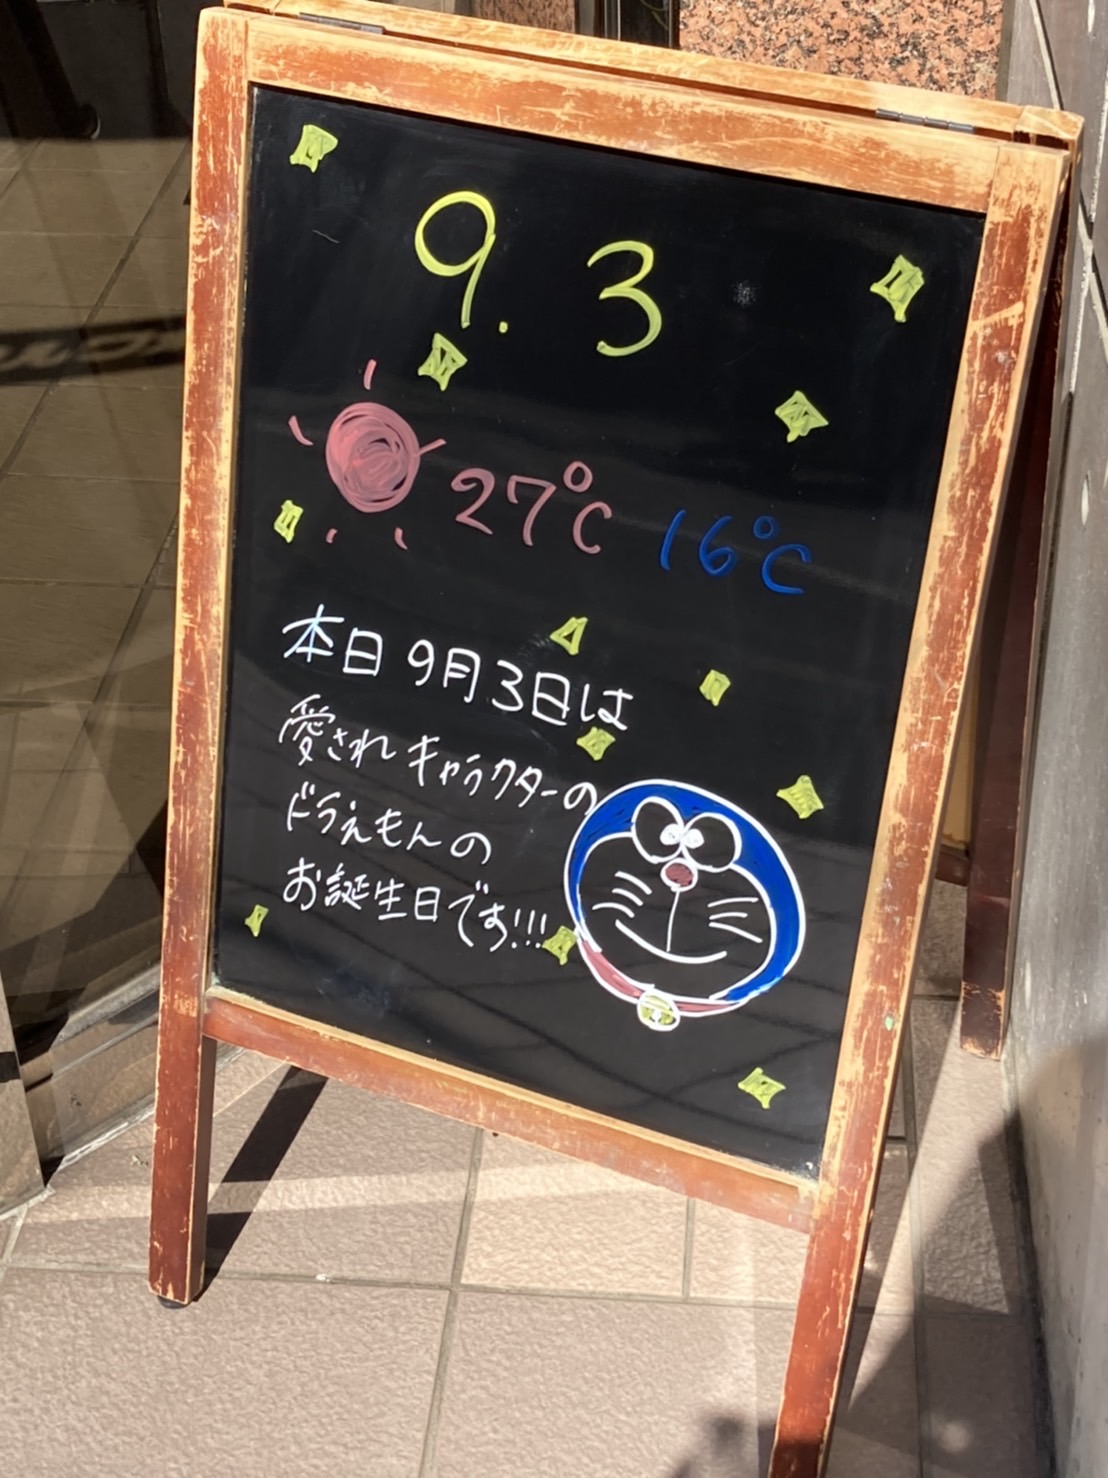 9.3
27℃ 16℃
本日9月3日は
愛されキャラクターの
ドラえもんの
お誕生日です!!!